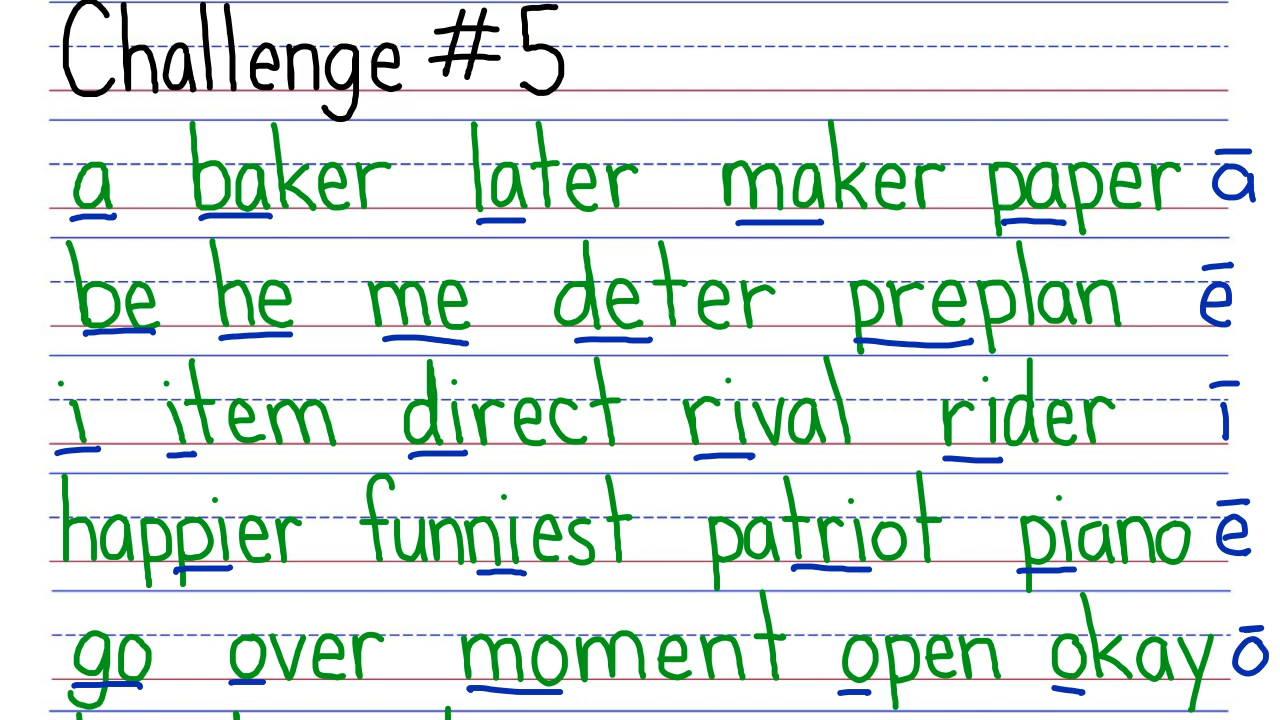 Challenge #5
a baker later maker paper ā
be he me deter preplan ē
i item direct rival rider ī
happier funniest patriot piano ē
go over moment open okay ō